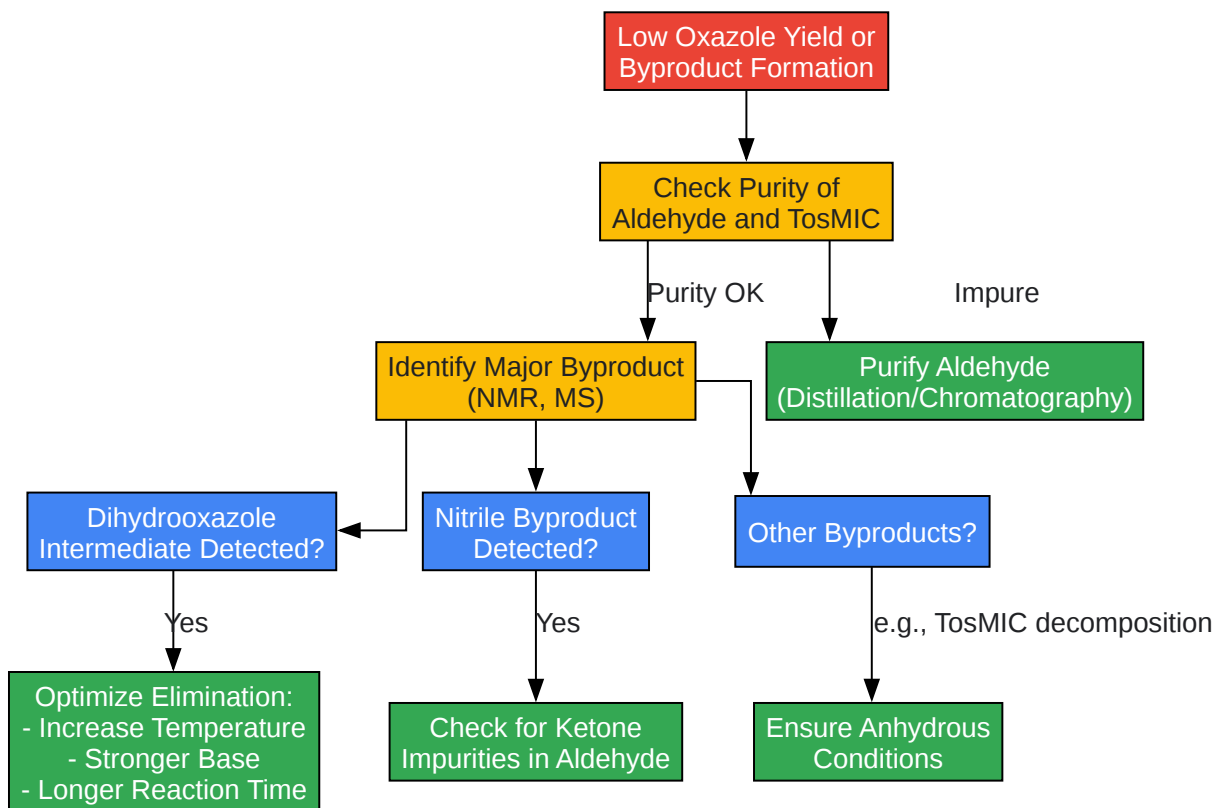 Low Oxazole Yield or
Byproduct Formation
Check Purity of
Aldehyde and TosMIC
Purity OK
Impure
Identify Major Byproduct
(NMR, MS)
Purify Aldehyde
(Distillation/Chromatography)
Dihydrooxazole
Intermediate Detected?
Nitrile Byproduct
Detected?
Other Byproducts?
Yes
Yes
e.g., TosMIC decomposition
Optimize Elimination:
- Increase Temperature
- Stronger Base
- Longer Reaction Time
Check for Ketone
Impurities in Aldehyde
Ensure Anhydrous
Conditions